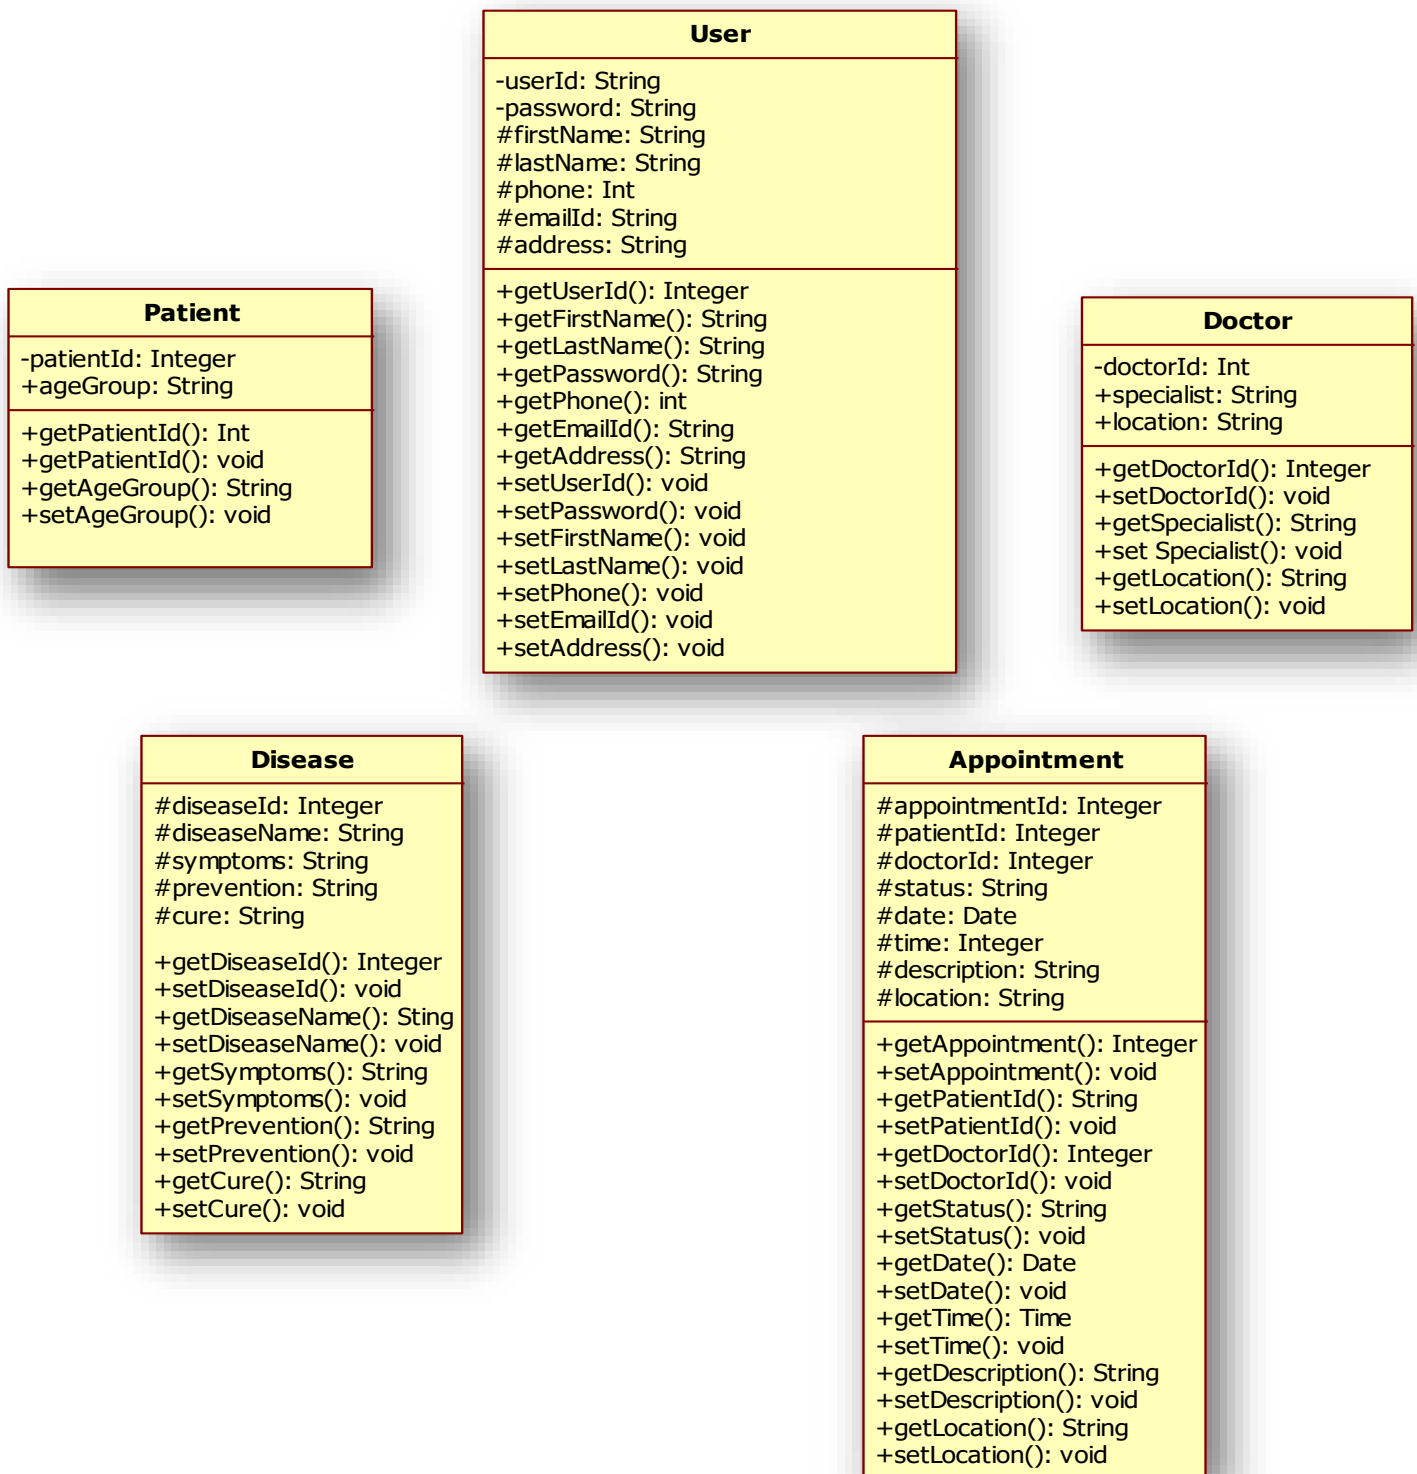 User
-userId: String
-password: String
#firstName: String
#lastName: String
#phone: Int
#emailId: String
#address: String
+getUserId(): Integer
+getFirstName(): String
+getLastName(): String
+getPassword(): String
+getPhone(): int
+getEmailId(): String
+getAddress(): String
+setUserId(): void
+setPassword(): void
+setFirstName(): void
+setLastName(): void
+setPhone(): void
+setEmailId(): void
+setAddress(): void
Patient
-patientId: Integer
+ageGroup: String
+getPatientId(): Int
+getPatientId(): void
+getAgeGroup(): String
+setAgeGroup(): void
Doctor
-doctorId: Int
+specialist: String
+location: String
+getDoctorId(): Integer
+setDoctorId(): void
+getSpecialist(): String
+set Specialist(): void
+getLocation(): String
+setLocation(): void
Disease
#diseaseId: Integer
#diseaseName: String
#symptoms: String
#prevention: String
#cure: String
+getDiseaseId(): Integer
+setDiseaseId(): void
+getDiseaseName(): Sting
+setDiseaseName(): void
+getSymptoms(): String
+setSymptoms(): void
+getPrevention(): String
+setPrevention(): void
+getCure(): String
+setCure(): void
Appointment
#appointmentId: Integer
#patientId: Integer
#doctorId: Integer
#status: String
#date: Date
#time: Integer
#description: String
#location: String
+getAppointment(): Integer
+setAppointment(): void
+getPatientId(): String
+setPatientId(): void
+getDoctorId(): Integer
+setDoctorId(): void
+getStatus(): String
+setStatus(): void
+getDate(): Date
+setDate(): void
+getTime(): Time
+setTime(): void
+getDescription(): String
+setDescription(): void
+getLocation(): String
+setLocation(): void